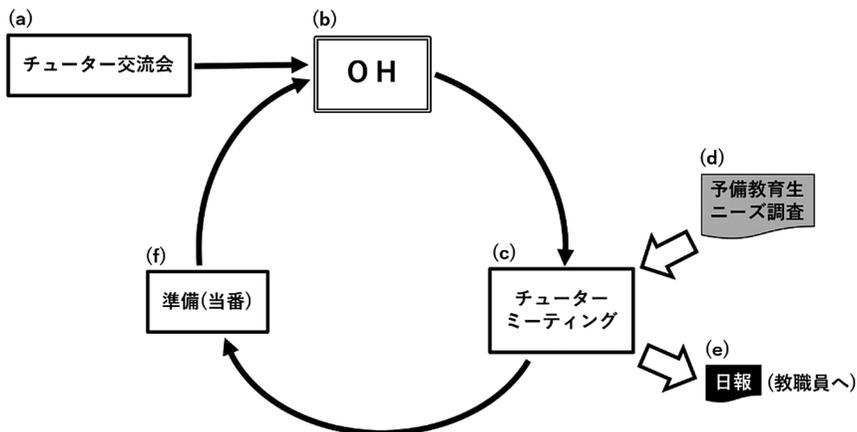 (a)
チューター交流会
(b)
ＯＨ
(d)
予備教育生
ニーズ調査
(c)
チューター
ミーティング
(e)
日報 (教職員へ)
(f)
準備(当番)